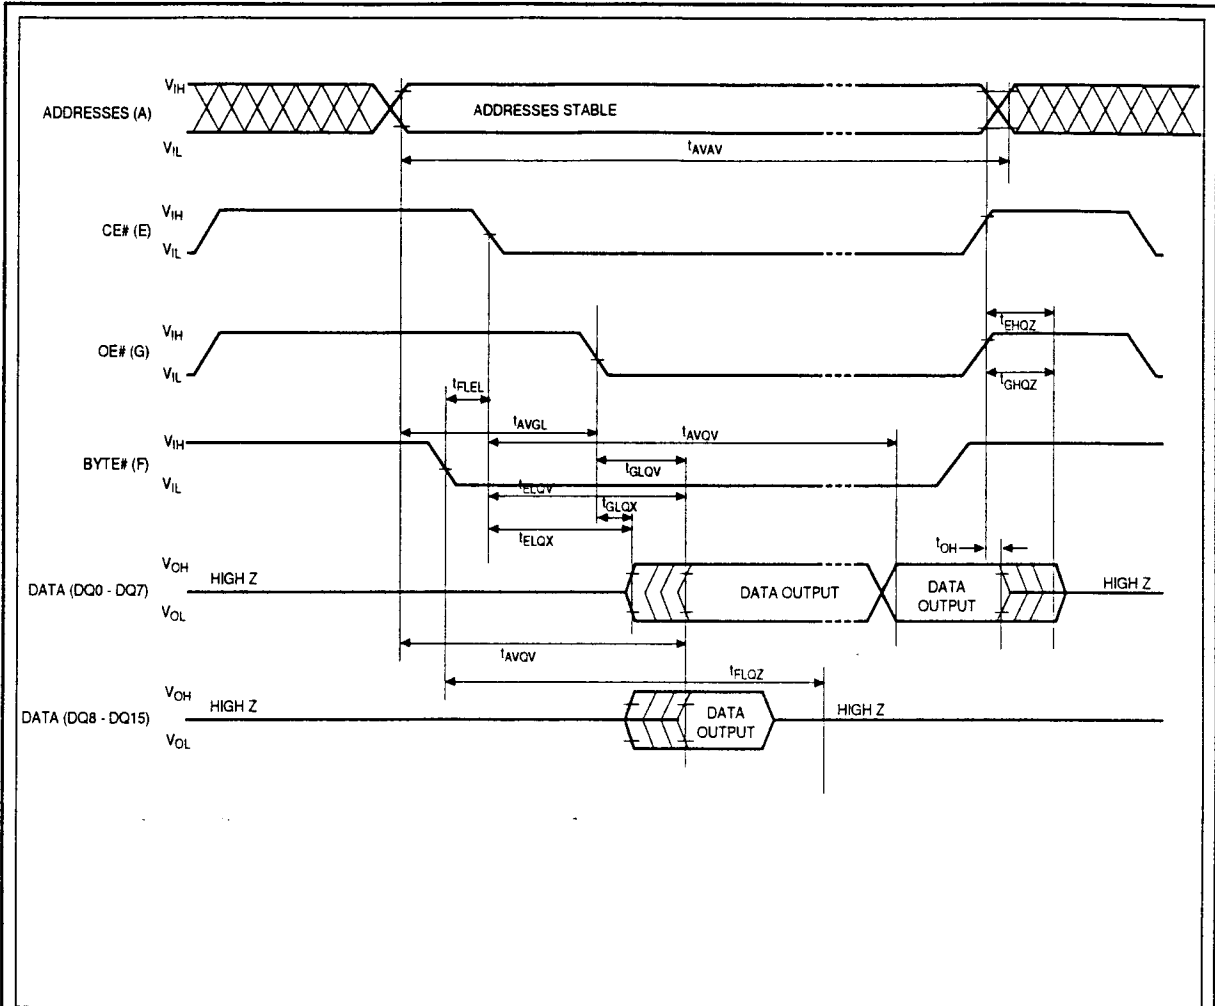 VIH
ADDRESSES (A)
ADDRESSES STABLE
VIL
tAVAV
VIH
CE# (E)
VIL
VIH
tEHQZ
OE# (G)
VIL
tGHQZ
tFLEL
tAVGL
tAVQV
VIH
BYTE# (F)
tGLQV
VIL
tELQV
tGLQX
tELQX
tOH
VOH
HIGH Z
DATA (DQ0 - DQ7)
DATA OUTPUT
DATA
OUTPUT
HIGH Z
VOL
tAVQV
tFLQZ
VOH
HIGH Z
DATA (DQ8 - DQ15)
DATA
OUTPUT
HIGH Z
VOL